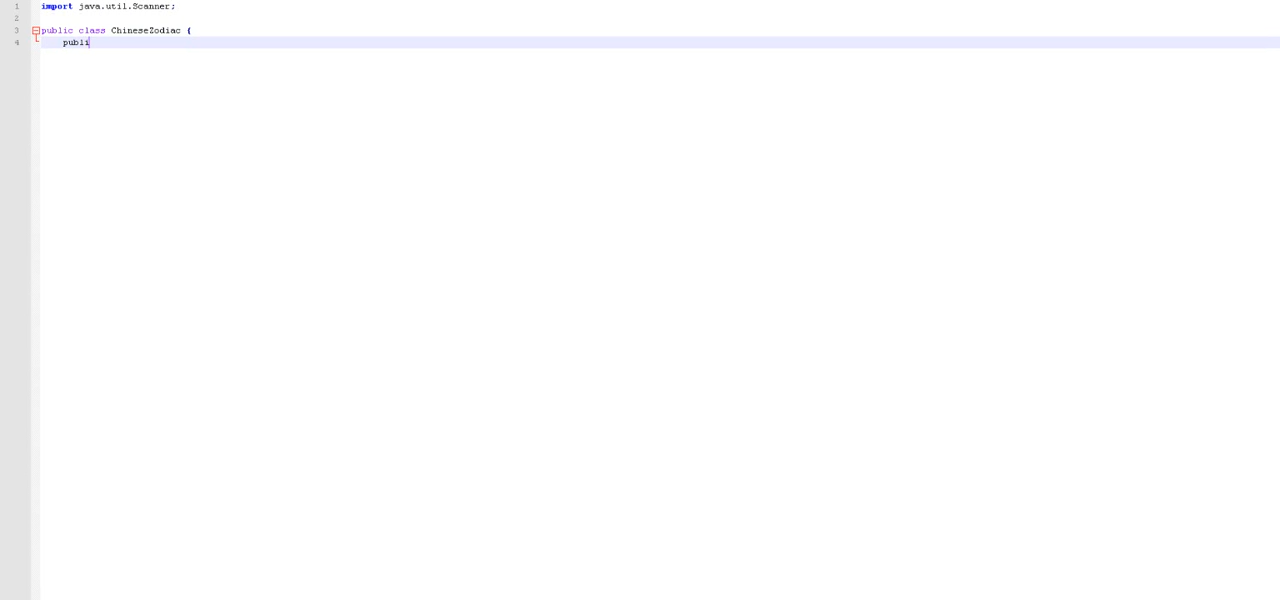 1 import java.util.Scanner;
2
3 public class ChineseZodiac {
4 publi